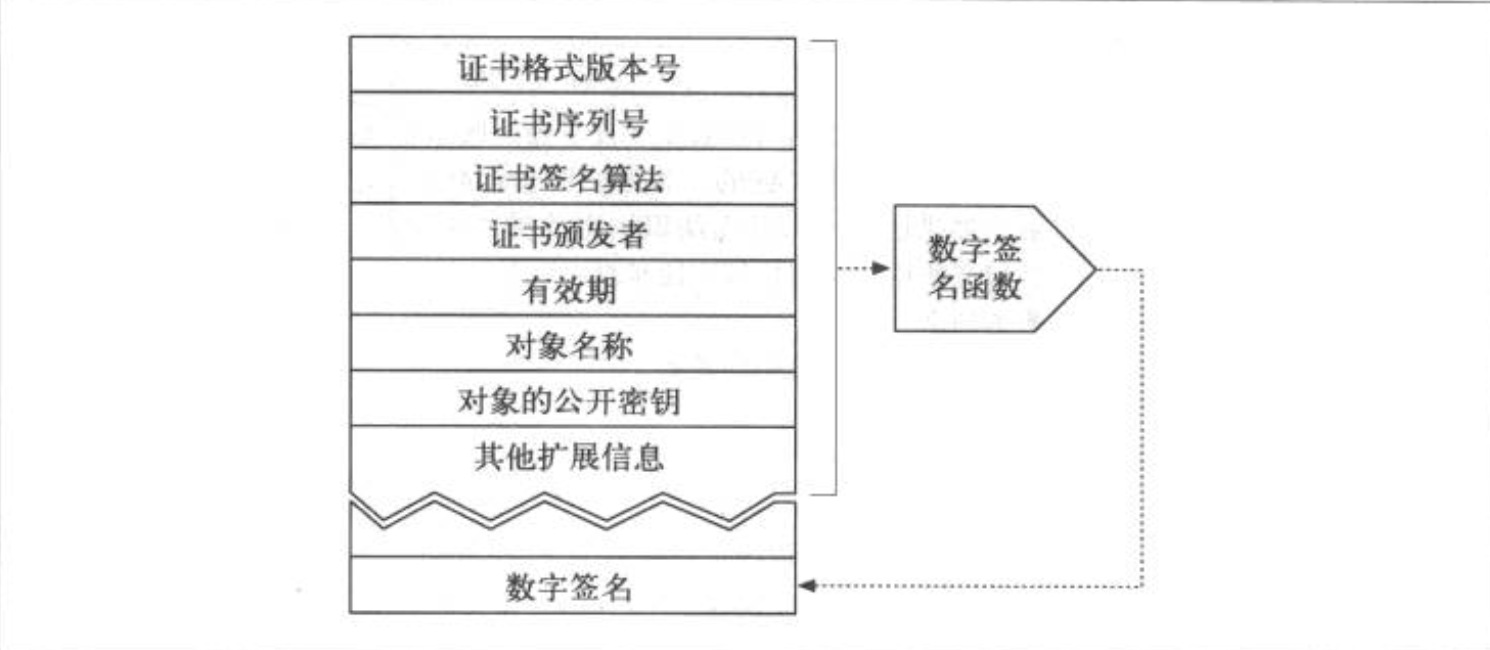 证书格式版本号
证书序列号
证书签名算法
证书颁发者
有效期
对象名称
对象的公开密钥
其他扩展信息
数字签名
数字签
名函数